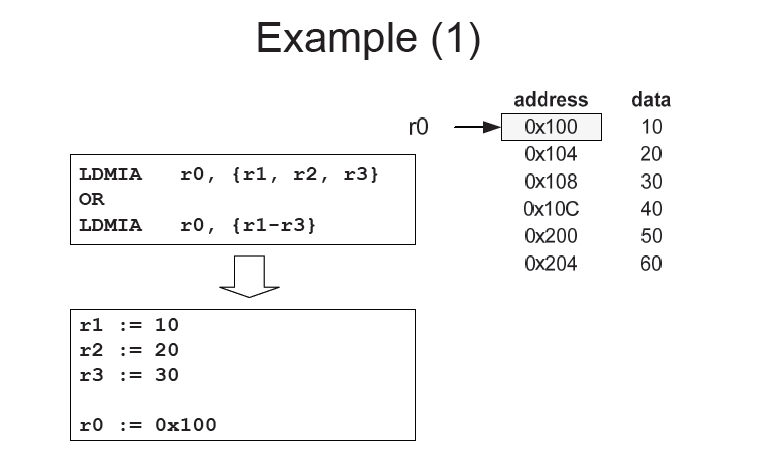 Example (1)
address data
r0 0x100 10
0x104 20
0x108 30
0x10C 40
0x200 50
0x204 60
LDMIA r0, {r1, r2, r3}
OR
LDMIA r0, {r1-r3}
r1 := 10
r2 := 20
r3 := 30
r0 := 0x100